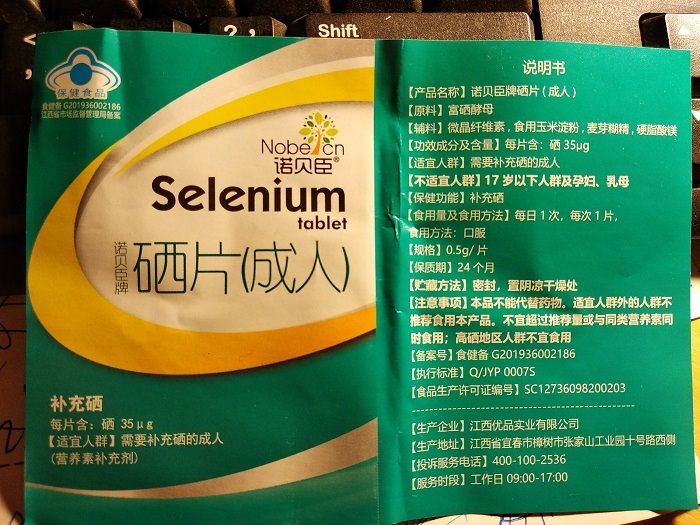 Shift
保健食品
食健备 G201936002186
江西省市场监督管理局备案
Nobelcn
诺贝臣®
Selenium
tablet
诺贝臣牌
硒片(成人)
补充硒
每片含：硒 35μg
【适宜人群】需要补充硒的成人
(营养素补充剂)
说明书
【产品名称】诺贝臣牌硒片(成人)
【原料】富硒酵母
【辅料】微晶纤维素,食用玉米淀粉,麦芽糊精,硬脂酸镁
【功效成分及含量】每片含：硒 35μg
【适宜人群】需要补充硒的成人
【不适宜人群】17 岁以下人群及孕妇、乳母
【保健功能】补充硒
【食用量及食用方法】每日1次，每次1片，
食用方法：口服
【规格】0.5g/ 片
【保质期】24个月
【贮藏方法】密封，置阴凉干燥处
【注意事项】本品不能代替药物。适宜人群外的人群不
推荐食用本产品。不宜超过推荐量或与同类营养素同
时食用；高硒地区人群不宜食用
【备案号】食健备 G201936002186
【执行标准】Q/JYP 0007S
【食品生产许可证编号】SC12736098200203
【生产企业】江西优品实业有限公司
【生产地址】江西省宜春市樟树市张家山工业园十号路西侧
【投诉服务电话】400-100-2536
【服务时段】工作日 09:00-17:00